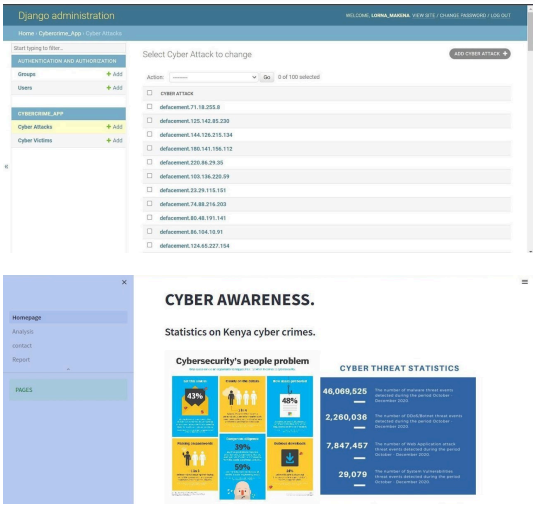 Django administration
WELCOME, LORNA_MAKENA. VIEW SITE / CHANGE PASSWORD / LOG OUT
Home › Cybercrime_App › Cyber Attacks
Start typing to filter...
AUTHENTICATION AND AUTHORIZATION
Groups + Add
Users + Add
CYBERCRIME_APP
Cyber Attacks + Add
Cyber Victims + Add
«
Select Cyber Attack to change
ADD CYBER ATTACK +
Action: --------- Go 0 of 100 selected
CYBER ATTACK
defacement.71.18.255.8
defacement.125.142.85.230
defacement.144.126.215.134
defacement.180.141.156.112
defacement.220.86.29.35
defacement.103.136.220.59
defacement.23.29.115.151
defacement.74.88.216.203
defacement.80.48.191.141
defacement.86.104.10.91
defacement.124.65.227.154
×
Homepage
Analysis
contact
Report
PAGES
CYBER AWARENESS.
Statistics on Kenya cyber crimes.
Cybersecurity's people problem
43%
48%
39%
59%
CYBER THREAT STATISTICS
46,069,525
The number of malware threat events
detected during the period October -
December 2020
2,260,036
The number of DDoS/Botnet threat events
detected during the period October -
December 2020.
7,847,457
The number of Web Application attack
threat events detected during the period
October - December 2020.
29,079
The number of System Vulnerabilities
threat events detected during the period
October - December 2020.